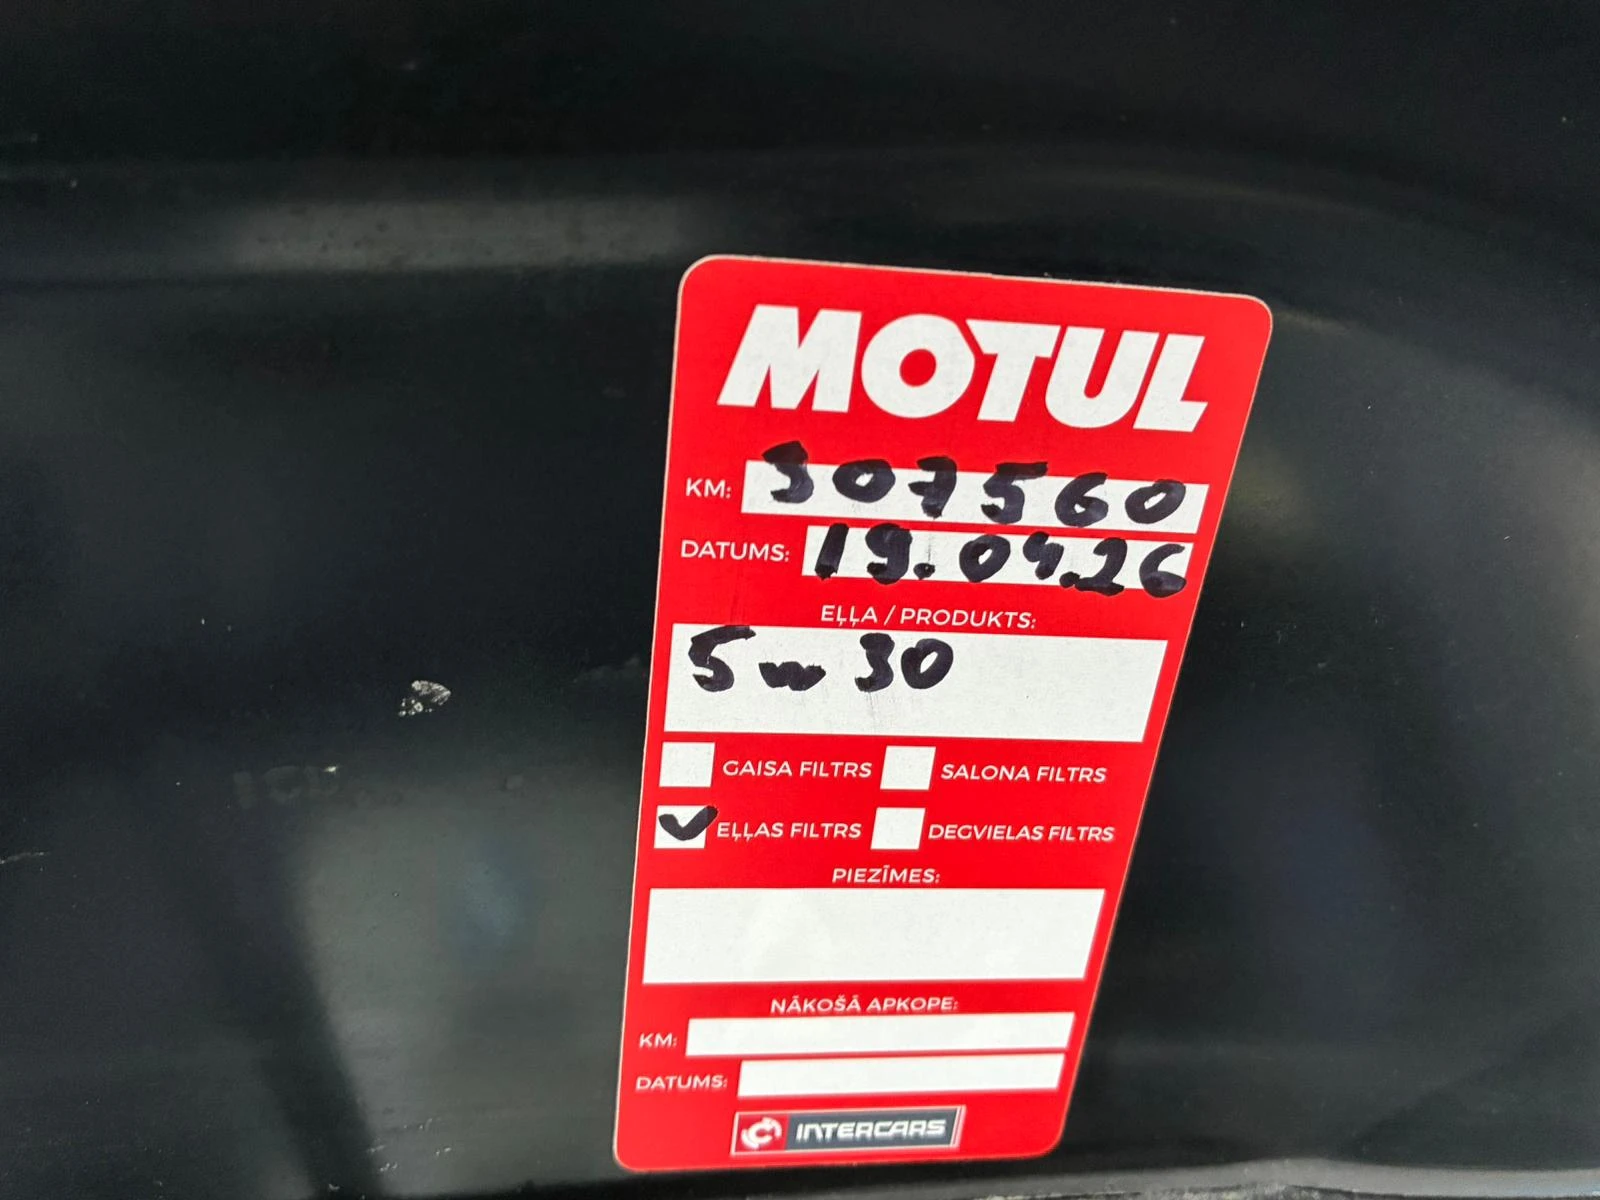 MOTUL
KM: 307560
DATUMS: 19.04.26
EĻĻA / PRODUKTS:
5w30
GAISA FILTRS SALONA FILTRS
✓ EĻĻAS FILTRS DEGVIELAS FILTRS
PIEZĪMES:
NĀKOŠĀ APKOPE:
KM:
DATUMS:
INTERCARS